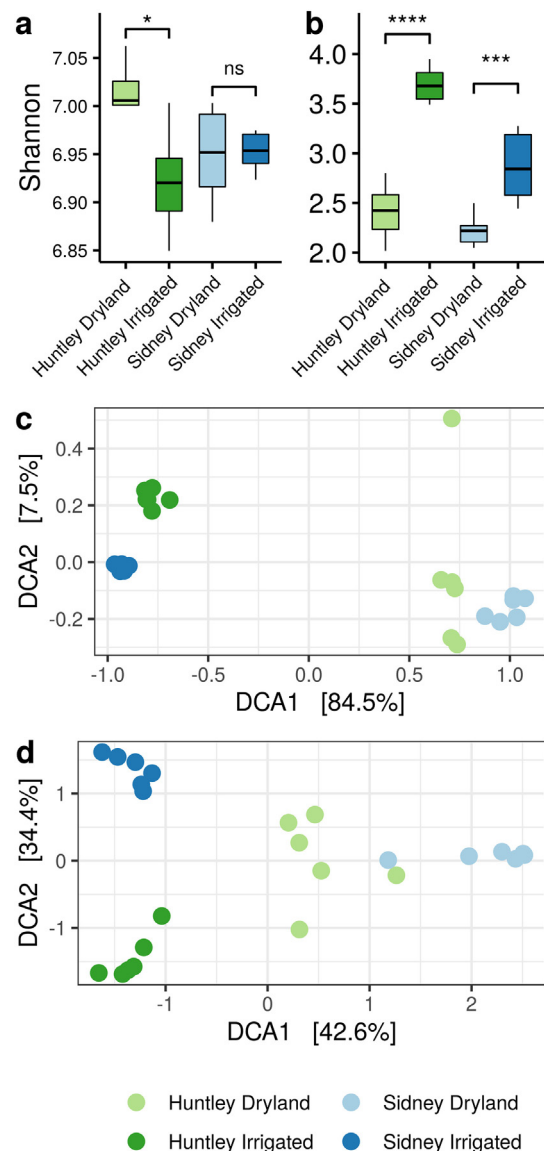 a
b
*
ns
****
***
Shannon
7.05
7.00
6.95
6.90
6.85
4.0
3.5
3.0
2.5
2.0
Huntley Dryland
Huntley Irrigated
Sidney Dryland
Sidney Irrigated
Huntley Dryland
Huntley Irrigated
Sidney Dryland
Sidney Irrigated
c
DCA2 [7.5%]
0.4
0.2
0.0
-0.2
-1.0 -0.5 0.0 0.5 1.0
DCA1 [84.5%]
d
DCA2 [34.4%]
1
0
-1
-1 0 1 2
DCA1 [42.6%]
Huntley Dryland Sidney Dryland
Huntley Irrigated Sidney Irrigated